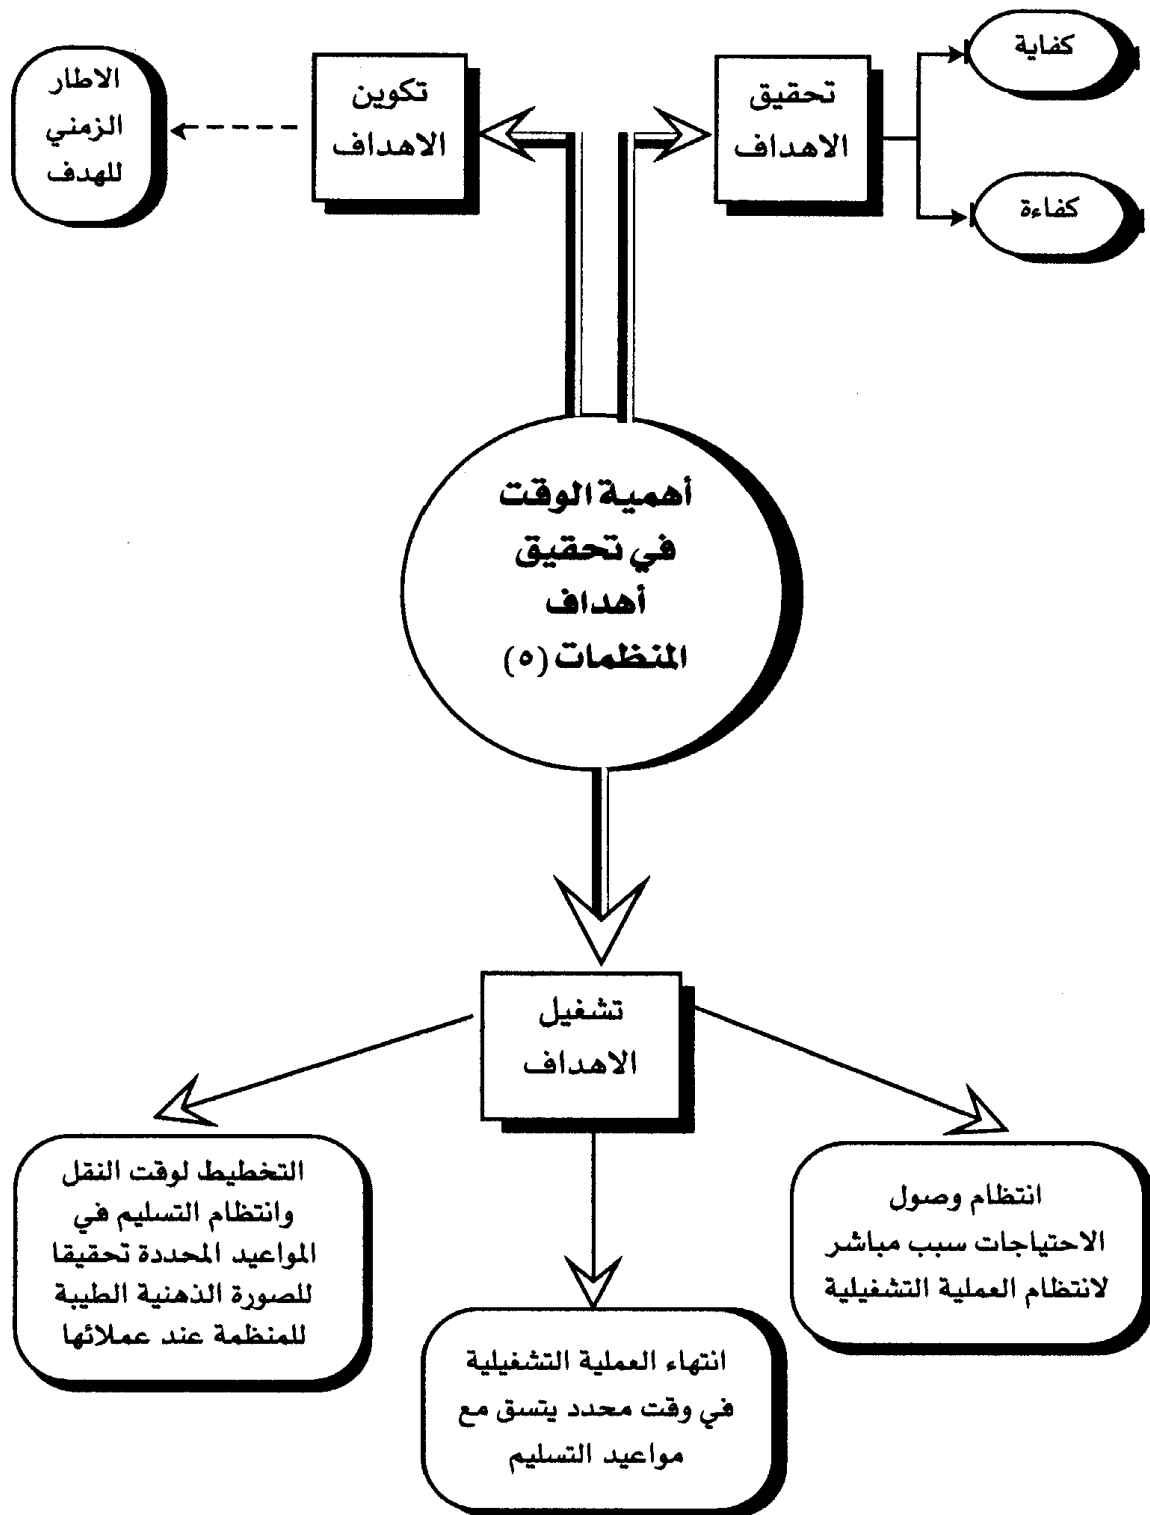 كفاية
كفاءة
تحقيق
الاهداف
تكوين
الاهداف
الاطار
الزمني
للهدف
أهمية الوقت
في تحقيق
أهداف
المنظمات (٥)
تشغيل
الاهداف
انتظام وصول
الاحتياجات سبب مباشر
لانتظام العملية التشغيلية
انتهاء العملية التشغيلية
في وقت محدد يتسق مع
مواعيد التسليم
التخطيط لوقت النقل
وانتظام التسليم في
المواعيد المحددة تحقيقا
للصورة الذهنية الطيبة
للمنظمة عند عملائها